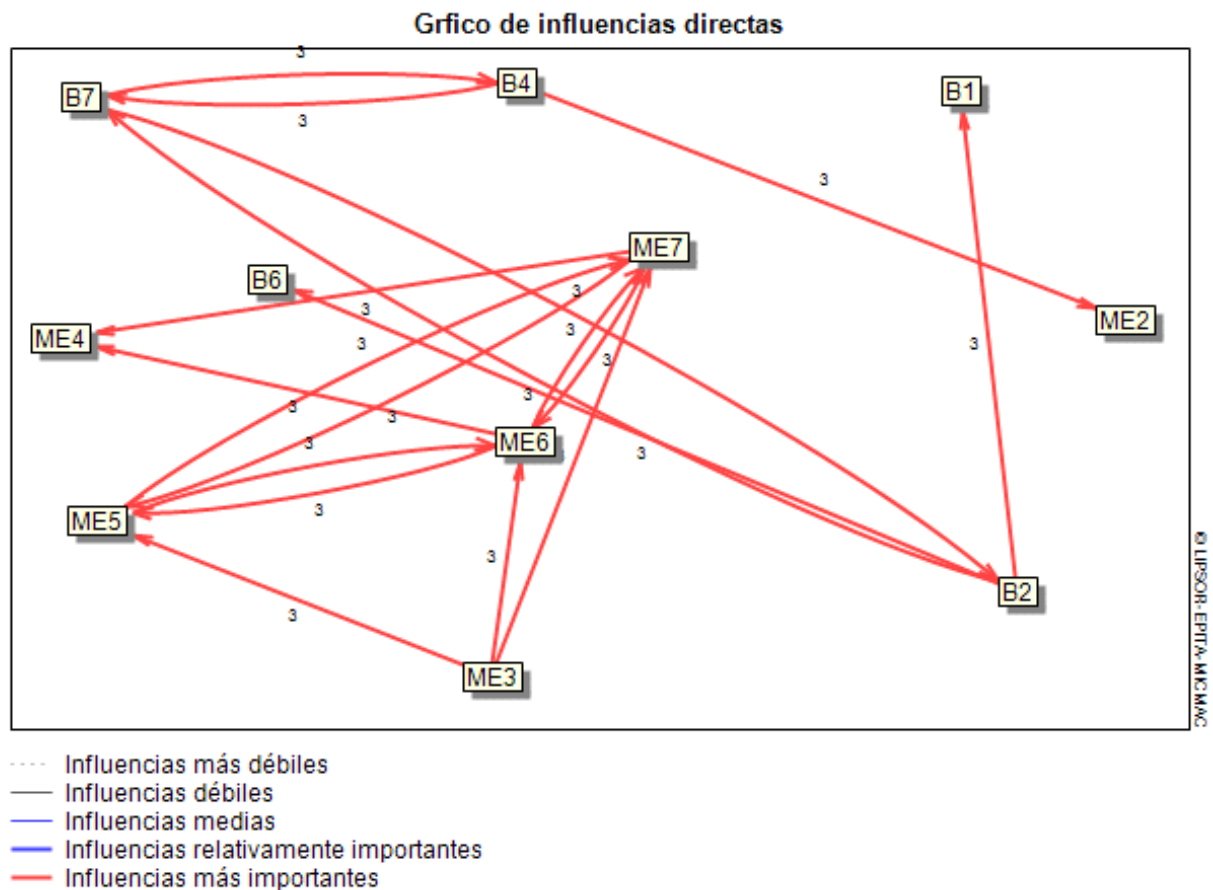 Grfico de influencias directas
3
B7
B4
B1
3
3
ME7
B6
3
3
ME2
ME4
3
3
3
3
3
3
3
3
ME6
3
3
ME5
3
3
B2
3
ME3
© LIPSOR-EPITA-MICMAC
Influencias más débiles
Influencias débiles
Influencias medias
Influencias relativamente importantes
Influencias más importantes